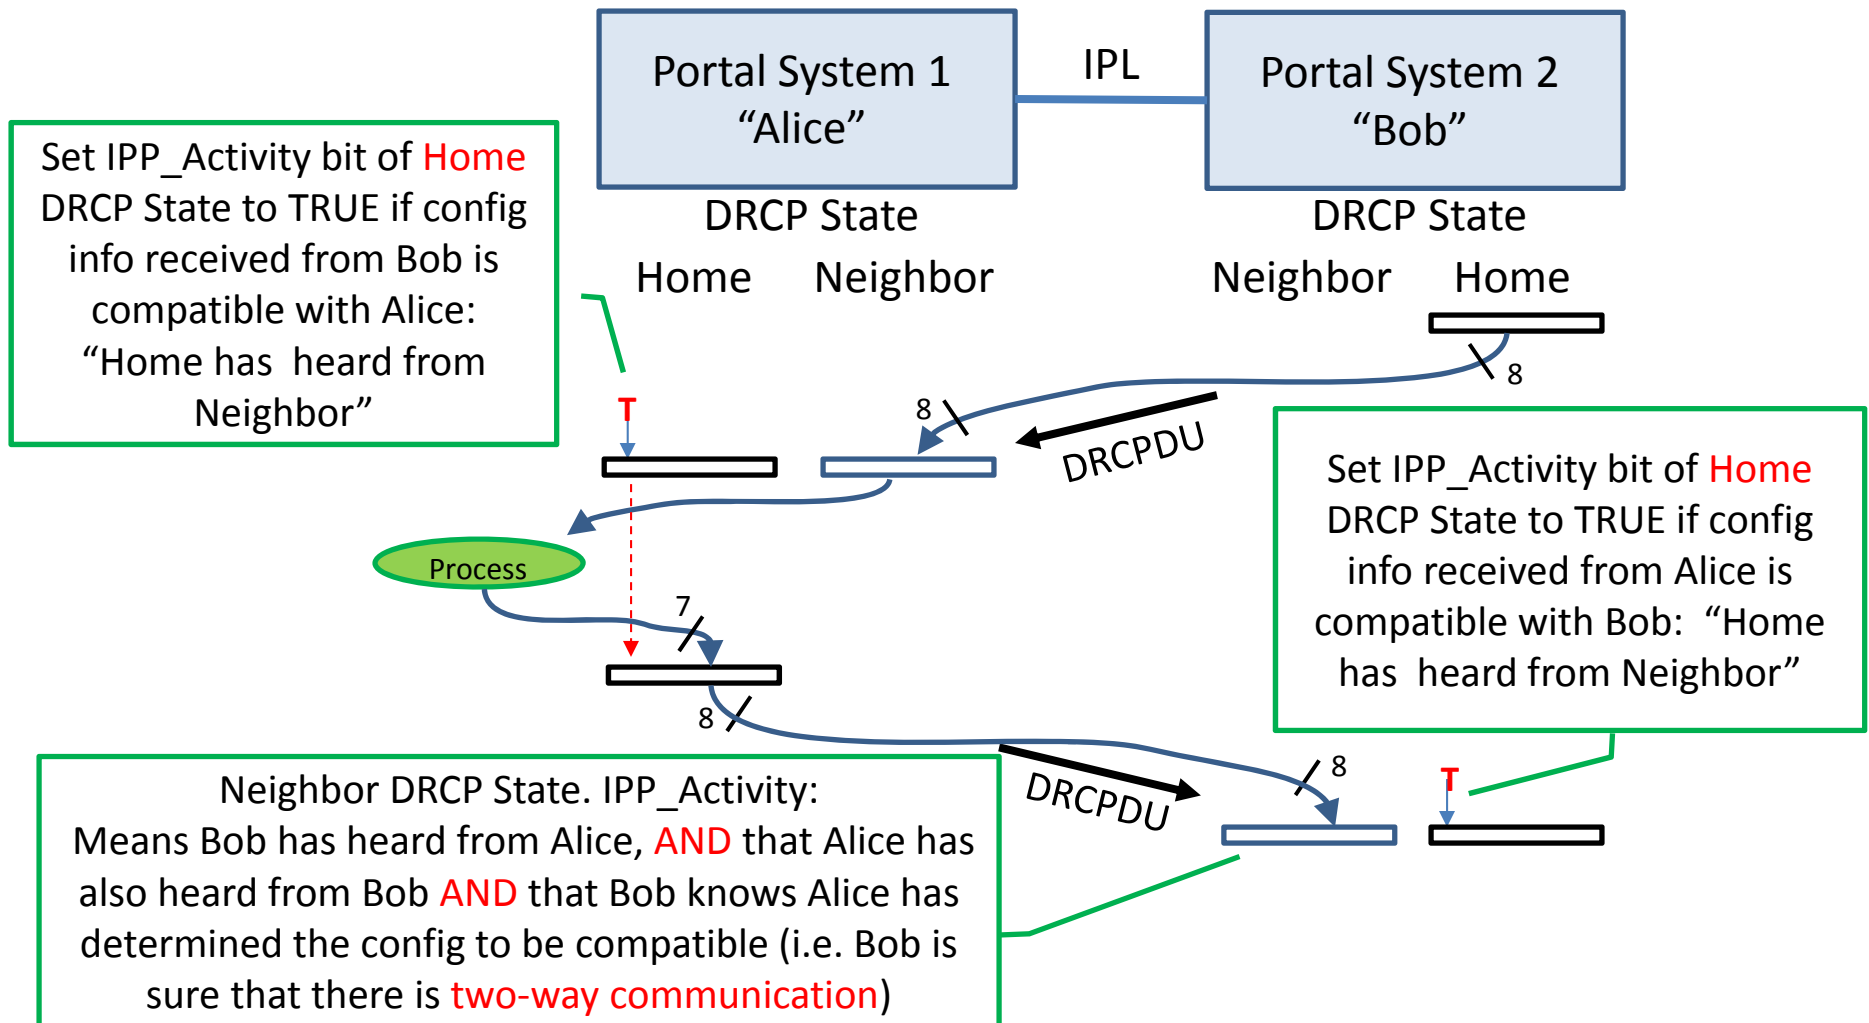 Portal System 1
“Alice”
IPL
Portal System 2
“Bob”
DRCP State
Home Neighbor
DRCP State
Neighbor Home
Set IPP_Activity bit of Home
DRCP State to TRUE if config
info received from Bob is
compatible with Alice:
“Home has heard from
Neighbor”
8
8
T
DRCPDU
Process
7
8
Set IPP_Activity bit of Home
DRCP State to TRUE if config
info received from Alice is
compatible with Bob: “Home
has heard from Neighbor”
DRCPDU
8
T
Neighbor DRCP State. IPP_Activity:
Means Bob has heard from Alice, AND that Alice has
also heard from Bob AND that Bob knows Alice has
determined the config to be compatible (i.e. Bob is
sure that there is two-way communication)